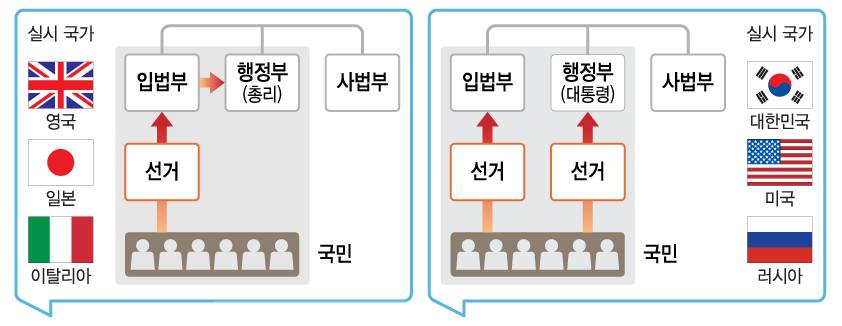 실시 국가
영국
일본
이탈리아
입법부
행정부
(총리)
사법부
선거
국민
입법부
행정부
(대통령)
사법부
선거
선거
국민
실시 국가
대한민국
미국
러시아